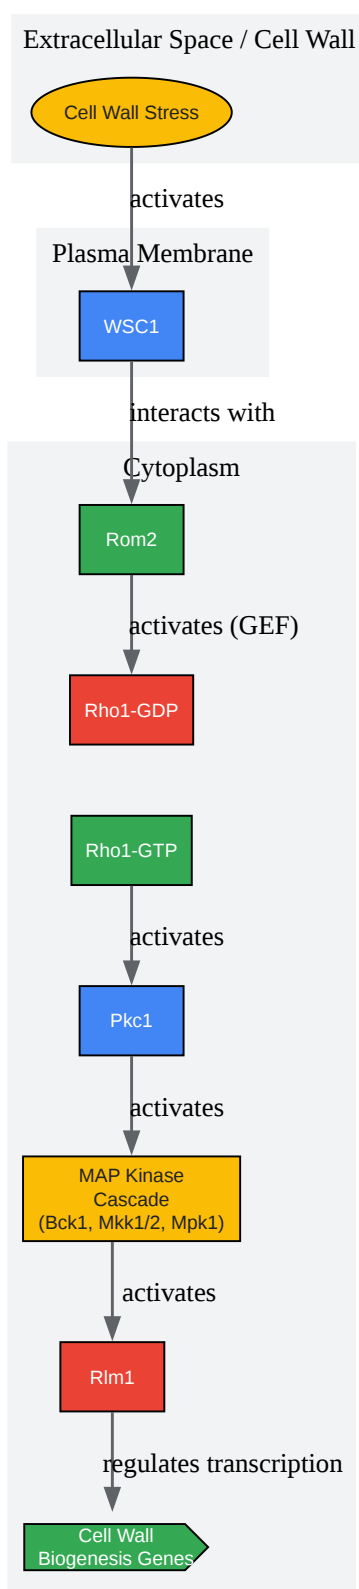 Extracellular Space / Cell Wall
Cell Wall Stress
activates
Plasma Membrane
WSC1
interacts with
Cytoplasm
Rom2
activates (GEF)
Rho1-GDP
Rho1-GTP
activates
Pkc1
activates
MAP Kinase
Cascade
(Bck1, Mkk1/2, Mpk1)
activates
Rlm1
regulates transcription
Cell Wall
Biogenesis Genes